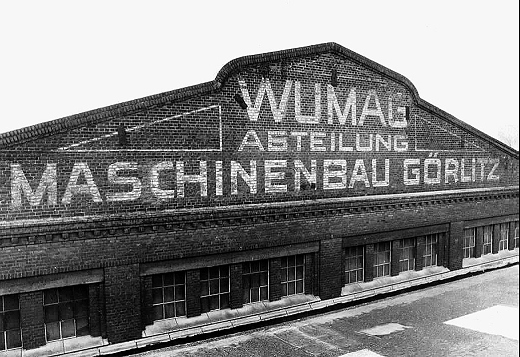 WUMAG
ABTEILUNG
MASCHINENBAU GÖRLITZ